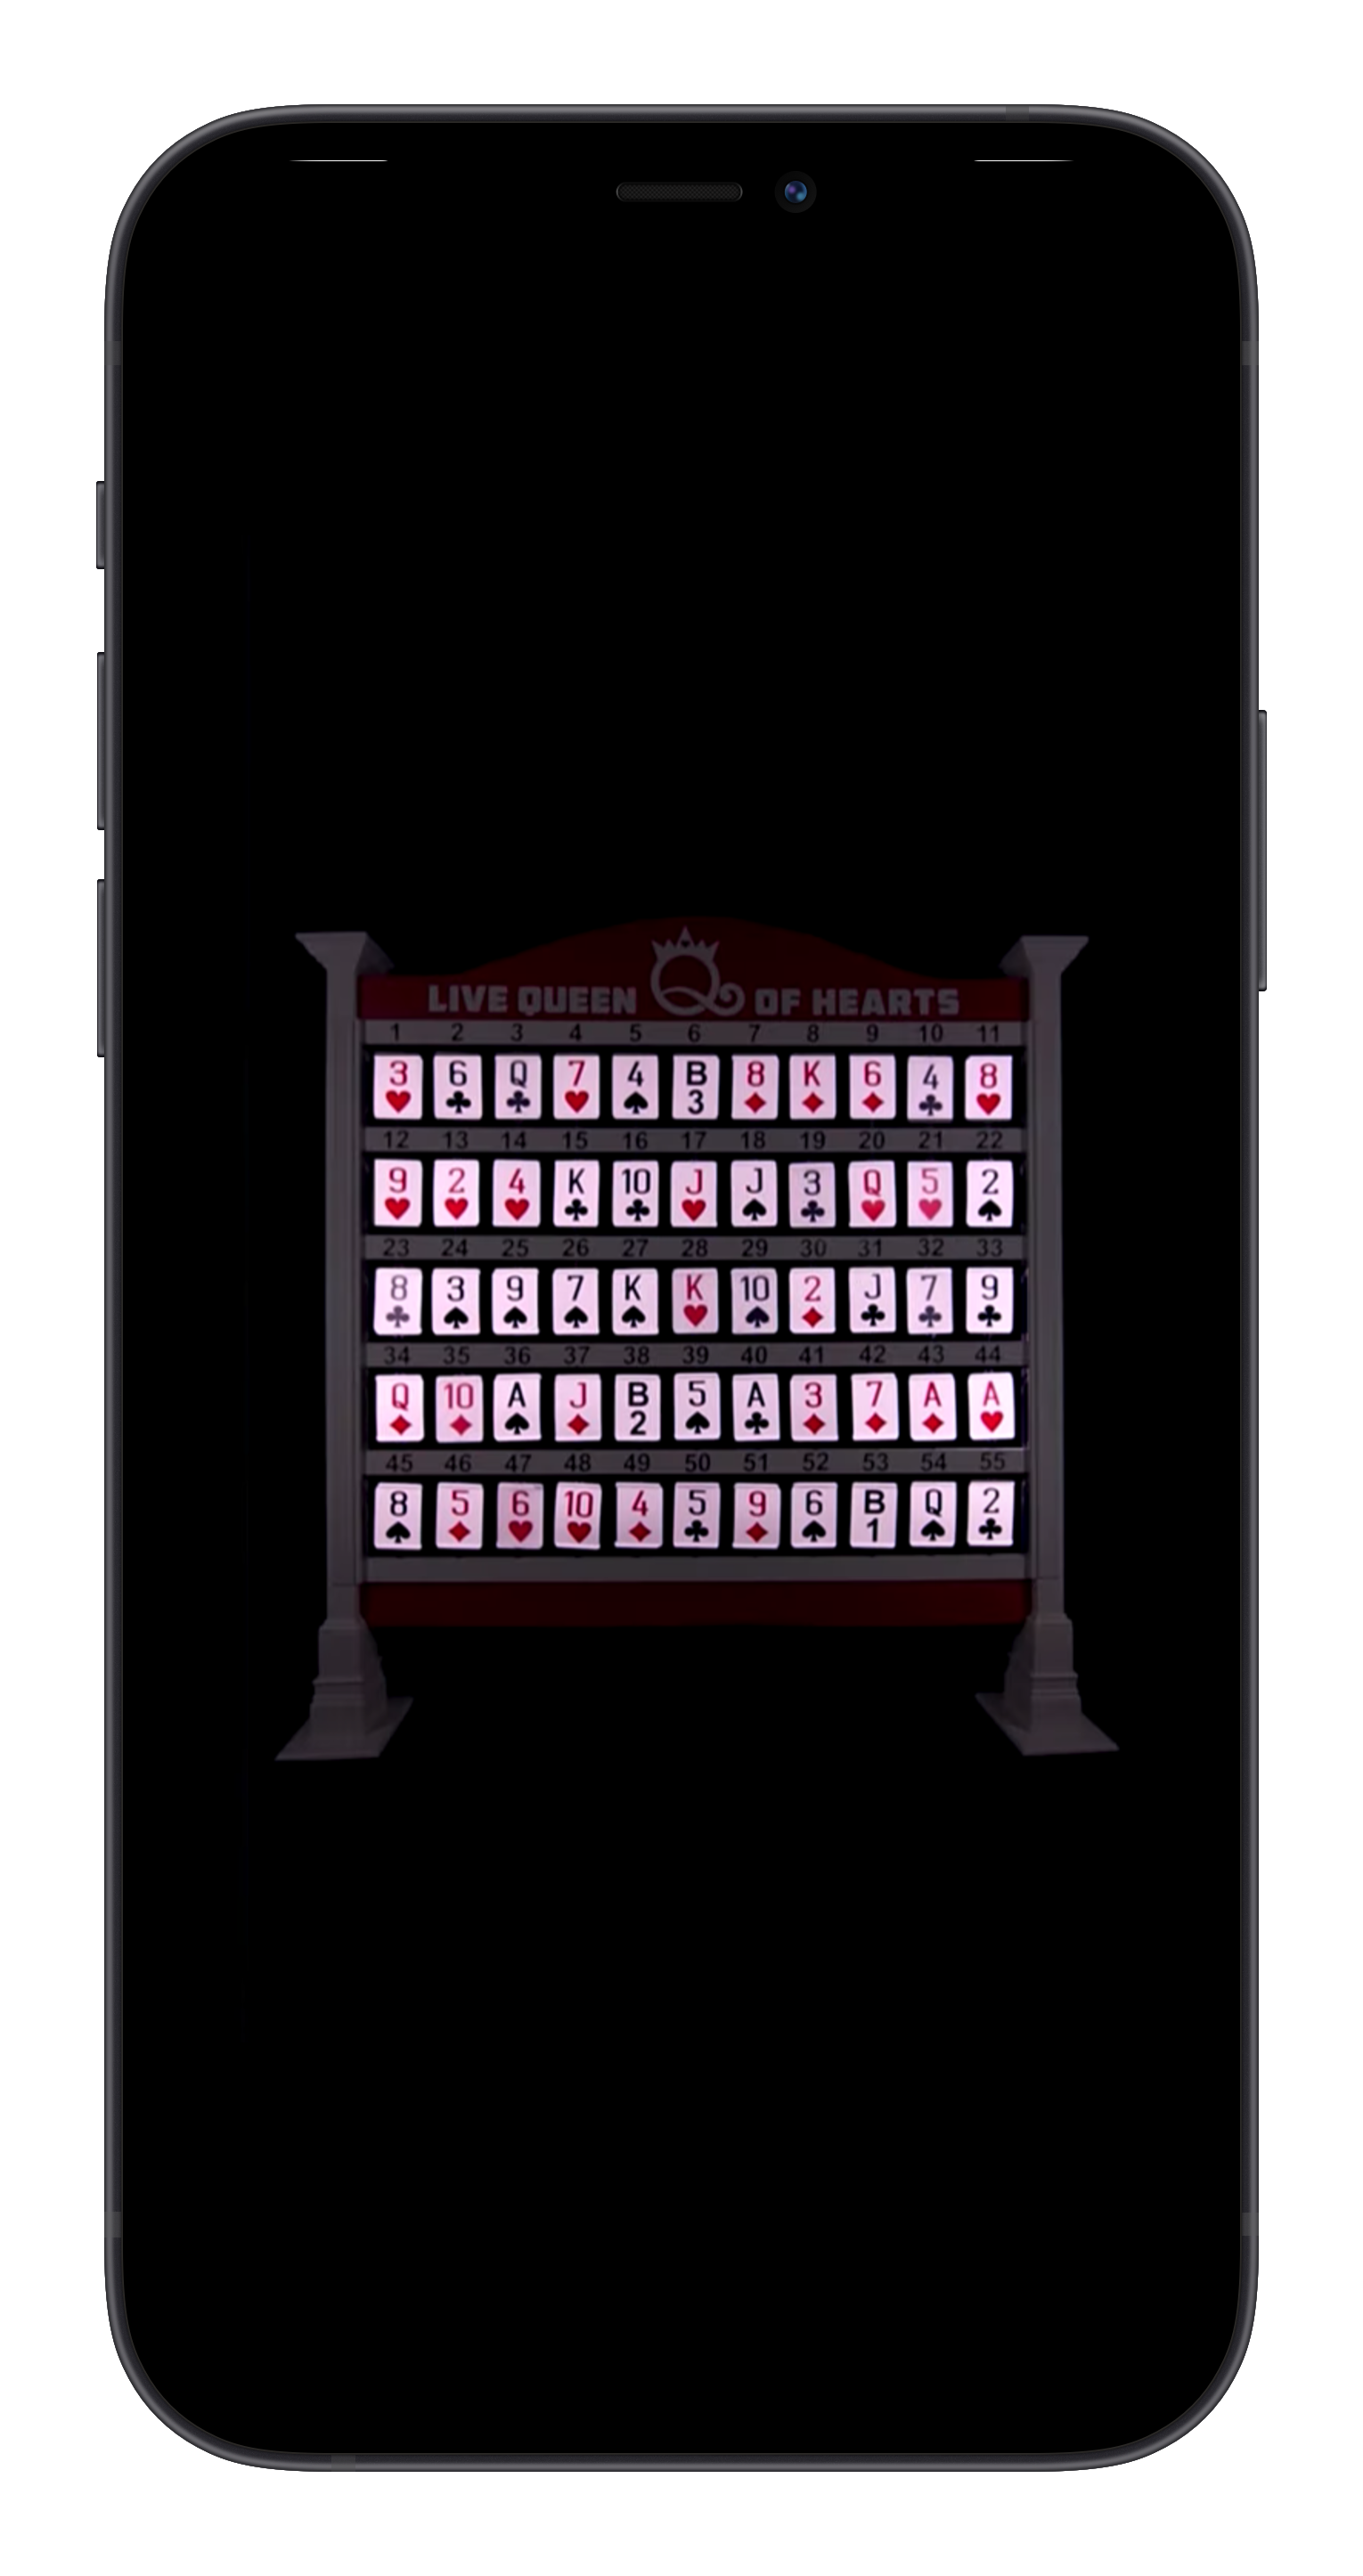 LIVE QUEEN Q OF HEARTS
1 2 3 4 5 6 7 8 9 10 11
3♥ 6♣ Q♣ 7♥ 4♠ B3 8♦ K♦ 6♦ 4♣ 8♥
12 13 14 15 16 17 18 19 20 21 22
9♥ 2♥ 4♥ K♣ 10♣ J♥ J♠ 3♣ Q♥ 5♥ 2♠
23 24 25 26 27 28 29 30 31 32 33
8♣ 3♠ 9♠ 7♠ K♠ K♥ 10♠ 2♦ J♣ 7♣ 9♣
34 35 36 37 38 39 40 41 42 43 44
Q♦ 10♦ A♠ J♦ B2 5♠ A♣ 3♦ 7♦ A♦ A♥
45 46 47 48 49 50 51 52 53 54 55
8♠ 5♦ 6♥ 10♥ 4♦ 5♣ 9♦ 6♠ B1 Q♠ 2♣